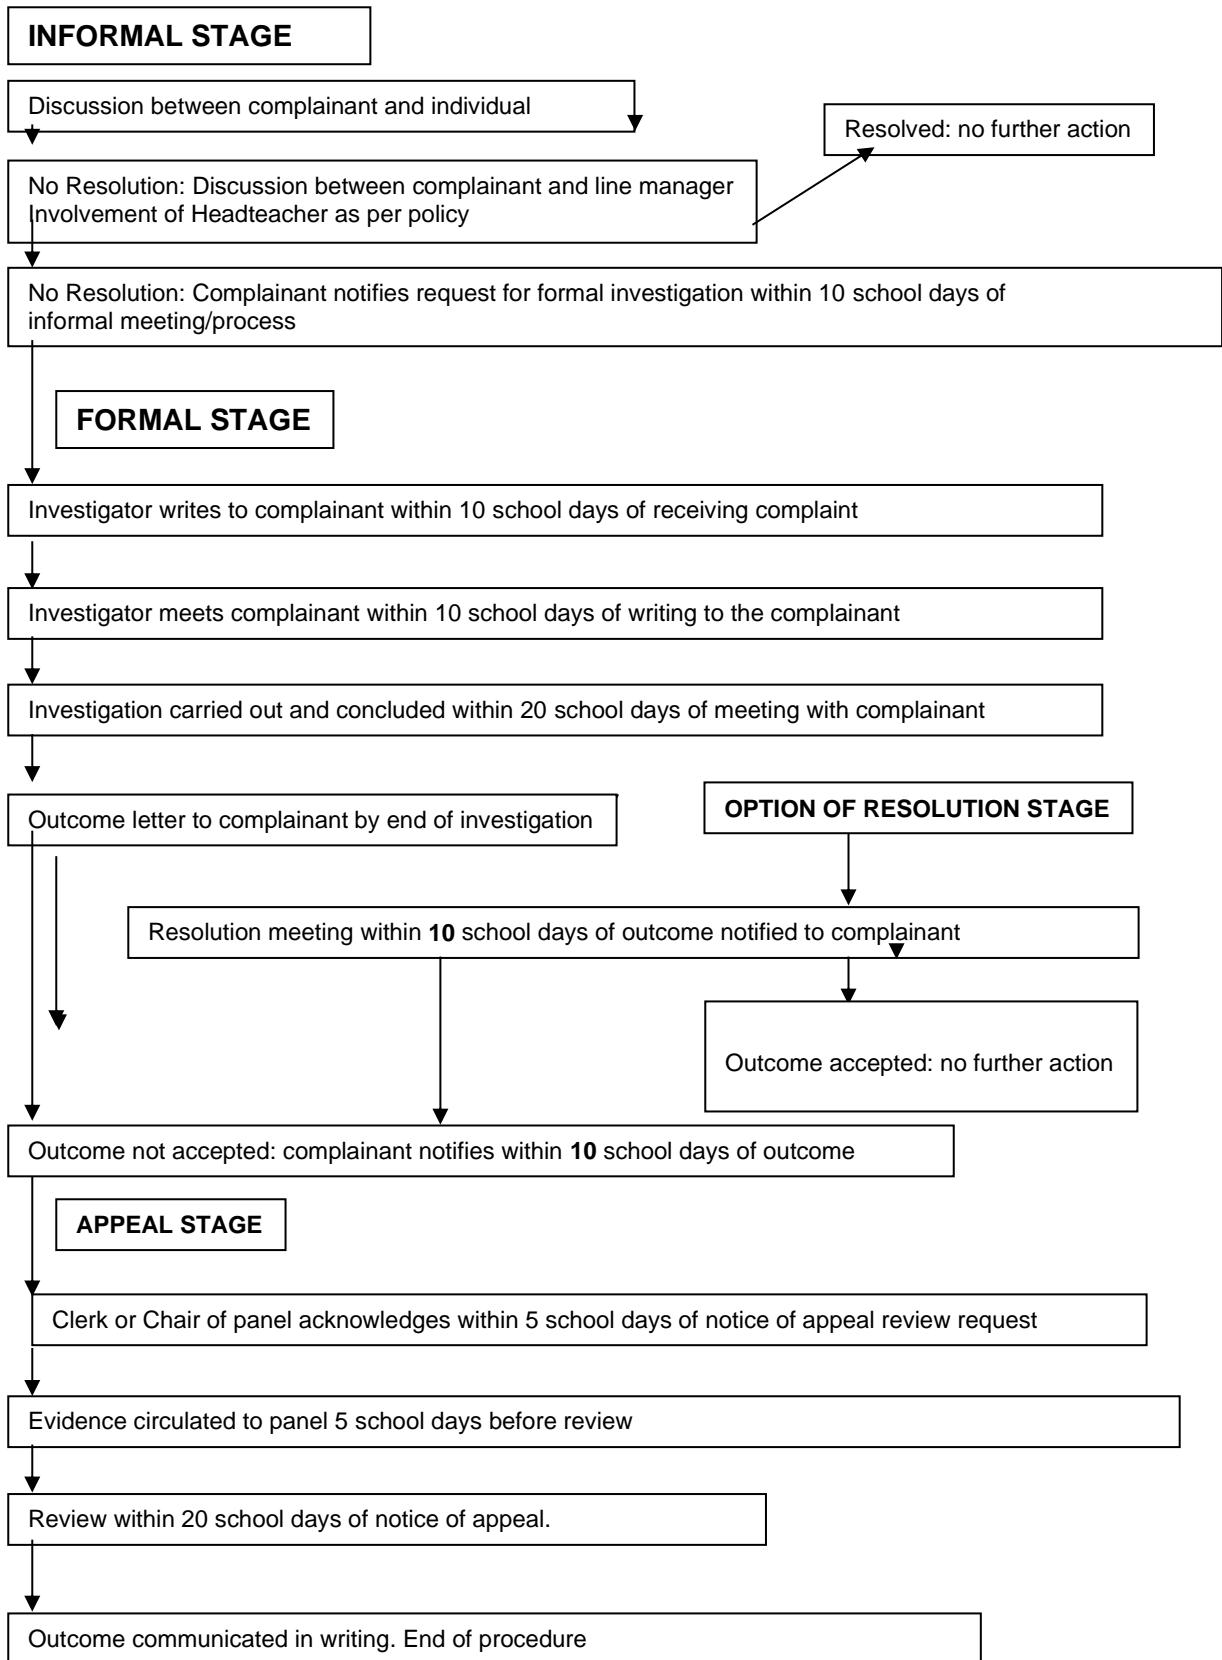 INFORMAL STAGE
Discussion between complainant and individual
Resolved: no further action
No Resolution: Discussion between complainant and line manager
Involvement of Headteacher as per policy
No Resolution: Complainant notifies request for formal investigation within 10 school days of
informal meeting/process
FORMAL STAGE
Investigator writes to complainant within 10 school days of receiving complaint
Investigator meets complainant within 10 school days of writing to the complainant
Investigation carried out and concluded within 20 school days of meeting with complainant
Outcome letter to complainant by end of investigation
OPTION OF RESOLUTION STAGE
Resolution meeting within 10 school days of outcome notified to complainant
Outcome accepted: no further action
Outcome not accepted: complainant notifies within 10 school days of outcome
APPEAL STAGE
Clerk or Chair of panel acknowledges within 5 school days of notice of appeal review request
Evidence circulated to panel 5 school days before review
Review within 20 school days of notice of appeal.
Outcome communicated in writing. End of procedure